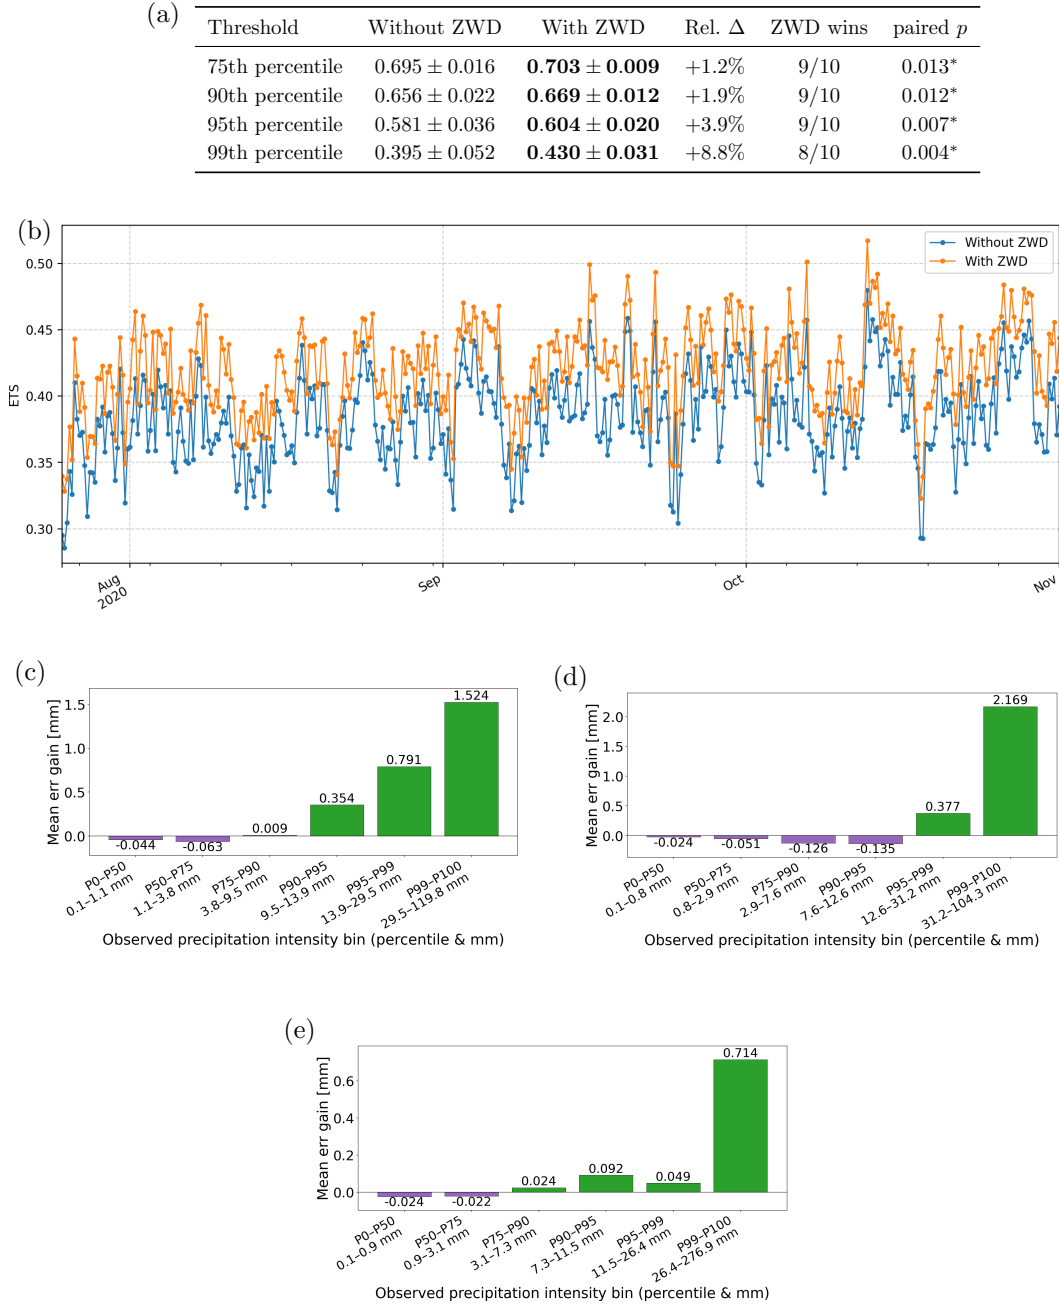 (a)
Threshold Without ZWD With ZWD Rel. Δ ZWD wins paired p
75th percentile 0.695 ± 0.016 0.703 ± 0.009 +1.2% 9/10 0.013*
90th percentile 0.656 ± 0.022 0.669 ± 0.012 +1.9% 9/10 0.012*
95th percentile 0.581 ± 0.036 0.604 ± 0.020 +3.9% 9/10 0.007*
99th percentile 0.395 ± 0.052 0.430 ± 0.031 +8.8% 8/10 0.004*
(b)
Without ZWD
With ZWD
ETS
0.50
0.45
0.40
0.35
0.30
Aug
2020
Sep
Oct
Nov
(c)
Mean err gain [mm]
1.5
1.0
0.5
0.0
-0.044
-0.063
0.009
0.354
0.791
1.524
P0–P50
0.1–1.1 mm
P50–P75
1.1–3.8 mm
P75–P90
3.8–9.5 mm
P90–P95
9.5–13.9 mm
P95–P99
13.9–29.5 mm
P99–P100
29.5–119.8 mm
Observed precipitation intensity bin (percentile & mm)
(d)
Mean err gain [mm]
2.0
1.5
1.0
0.5
0.0
-0.024
-0.051
-0.126
-0.135
0.377
2.169
P0–P50
0.1–0.8 mm
P50–P75
0.8–2.9 mm
P75–P90
2.9–7.6 mm
P90–P95
7.6–12.6 mm
P95–P99
12.6–31.2 mm
P99–P100
31.2–104.3 mm
Observed precipitation intensity bin (percentile & mm)
(e)
Mean err gain [mm]
0.6
0.4
0.2
0.0
-0.024
-0.022
0.024
0.092
0.049
0.714
P0–P50
0.1–0.9 mm
P50–P75
0.9–3.1 mm
P75–P90
3.1–7.3 mm
P90–P95
7.3–11.5 mm
P95–P99
11.5–26.4 mm
P99–P100
26.4–276.9 mm
Observed precipitation intensity bin (percentile & mm)